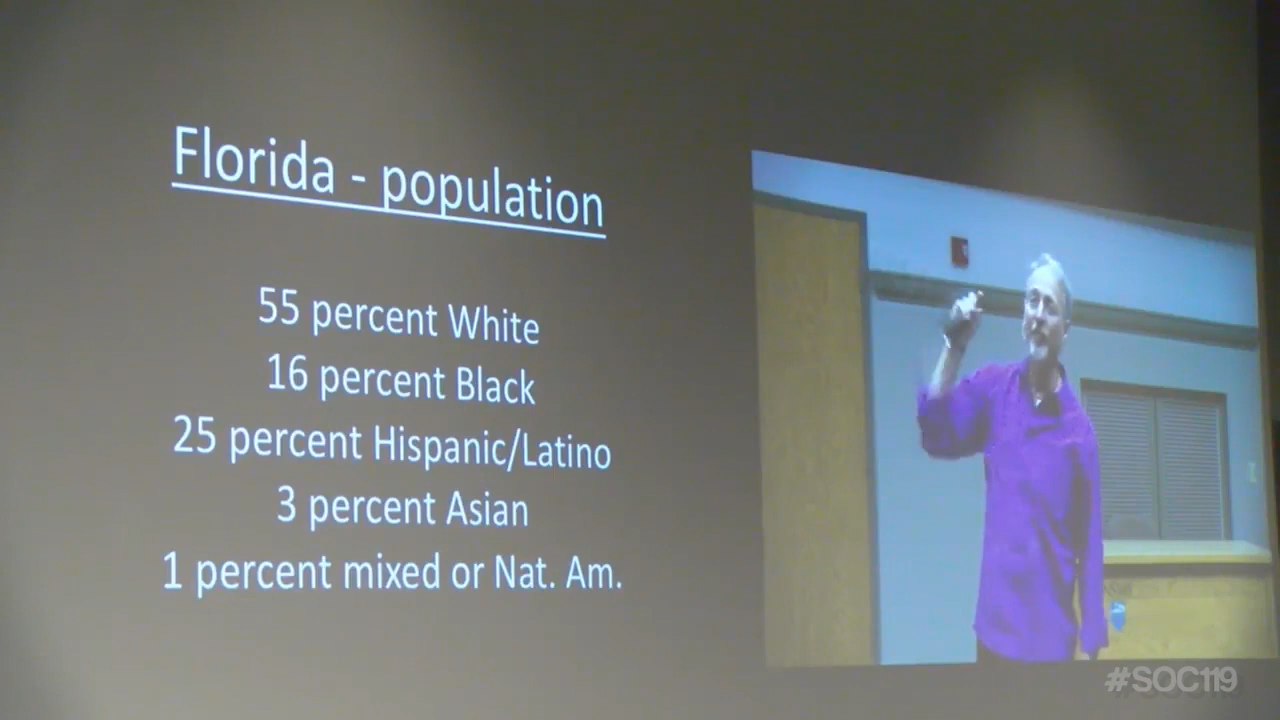 Florida - population
55 percent White
16 percent Black
25 percent Hispanic/Latino
3 percent Asian
1 percent mixed or Nat. Am.
#SOC119